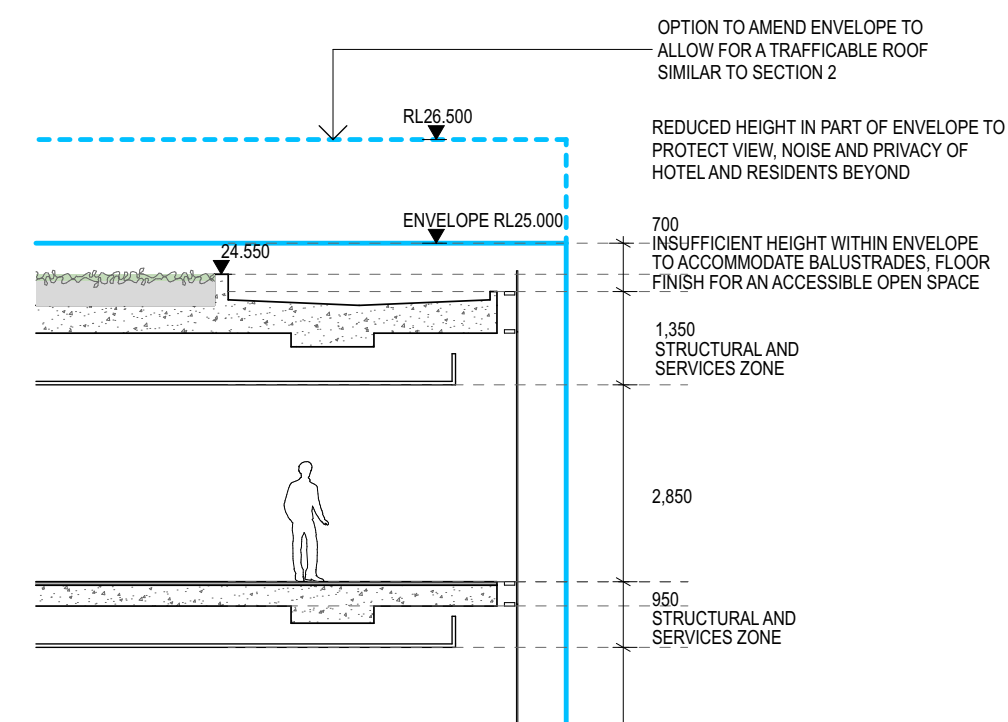 OPTION TO AMEND ENVELOPE TO
ALLOW FOR A TRAFFICABLE ROOF
SIMILAR TO SECTION 2
RL26.500
REDUCED HEIGHT IN PART OF ENVELOPE TO
PROTECT VIEW, NOISE AND PRIVACY OF
HOTEL AND RESIDENTS BEYOND
ENVELOPE RL25.000
700
INSUFFICIENT HEIGHT WITHIN ENVELOPE
TO ACCOMMODATE BALUSTRADES, FLOOR
FINISH FOR AN ACCESSIBLE OPEN SPACE
24.550
1,350
STRUCTURAL AND
SERVICES ZONE
2,850
950
STRUCTURAL AND
SERVICES ZONE